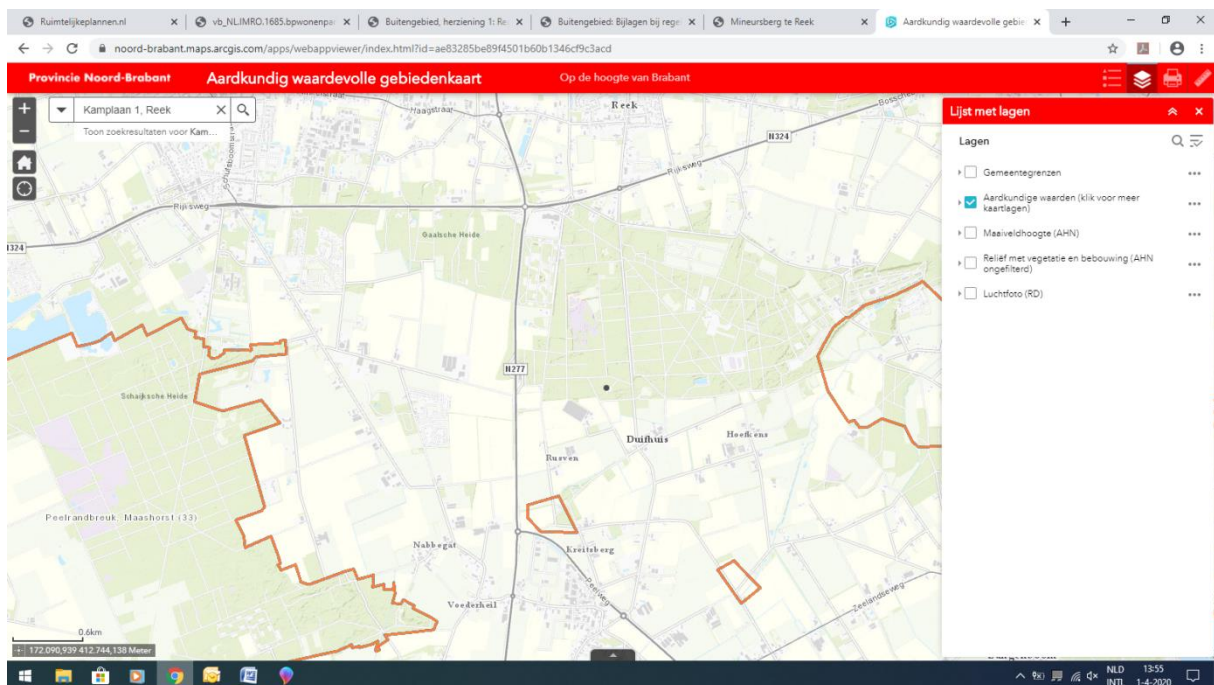 Ruimtelijkeplannen.nl
vb_NL.IMRO.1685.bpwonenpa
Buitengebied, herziening 1: Re
Buitengebied: Bijlagen bij rege
Mineursberg te Reek
Aardkundig waardevolle gebie
noord-brabant.maps.arcgis.com/apps/webappviewer/index.html?id=ae83285be89f4501b60b1346cf9c3acd
Provincie Noord-Brabant
Aardkundig waardevolle gebiedenkaart
Op de hoogte van Brabant
Kamplaan 1, Reek
Toon zoekresultaten voor Kam...
Lijst met lagen
Lagen
Gemeentegrenzen
Aardkundige waarden (klik voor meer
kaartlagen)
Maaiveldhoogte (AHN)
Reliëf met vegetatie en bebouwing (AHN
ongefilterd)
Luchtfoto (RD)
Reek
Haagstraat
N324
Rijksweg
Rijksweg
324
Gaalsche Heide
N277
Schaijksche Heide
Duifhuis
Hoefkens
Rusven
Peelrandbreuk, Maashorst (33)
Nabbegat
Kreitsberg
Peelweg
Voederheil
Zeelandseweg
0.6km
172.090,939 412.744,138 Meter
NLD
INTL
13:55
1-4-2020